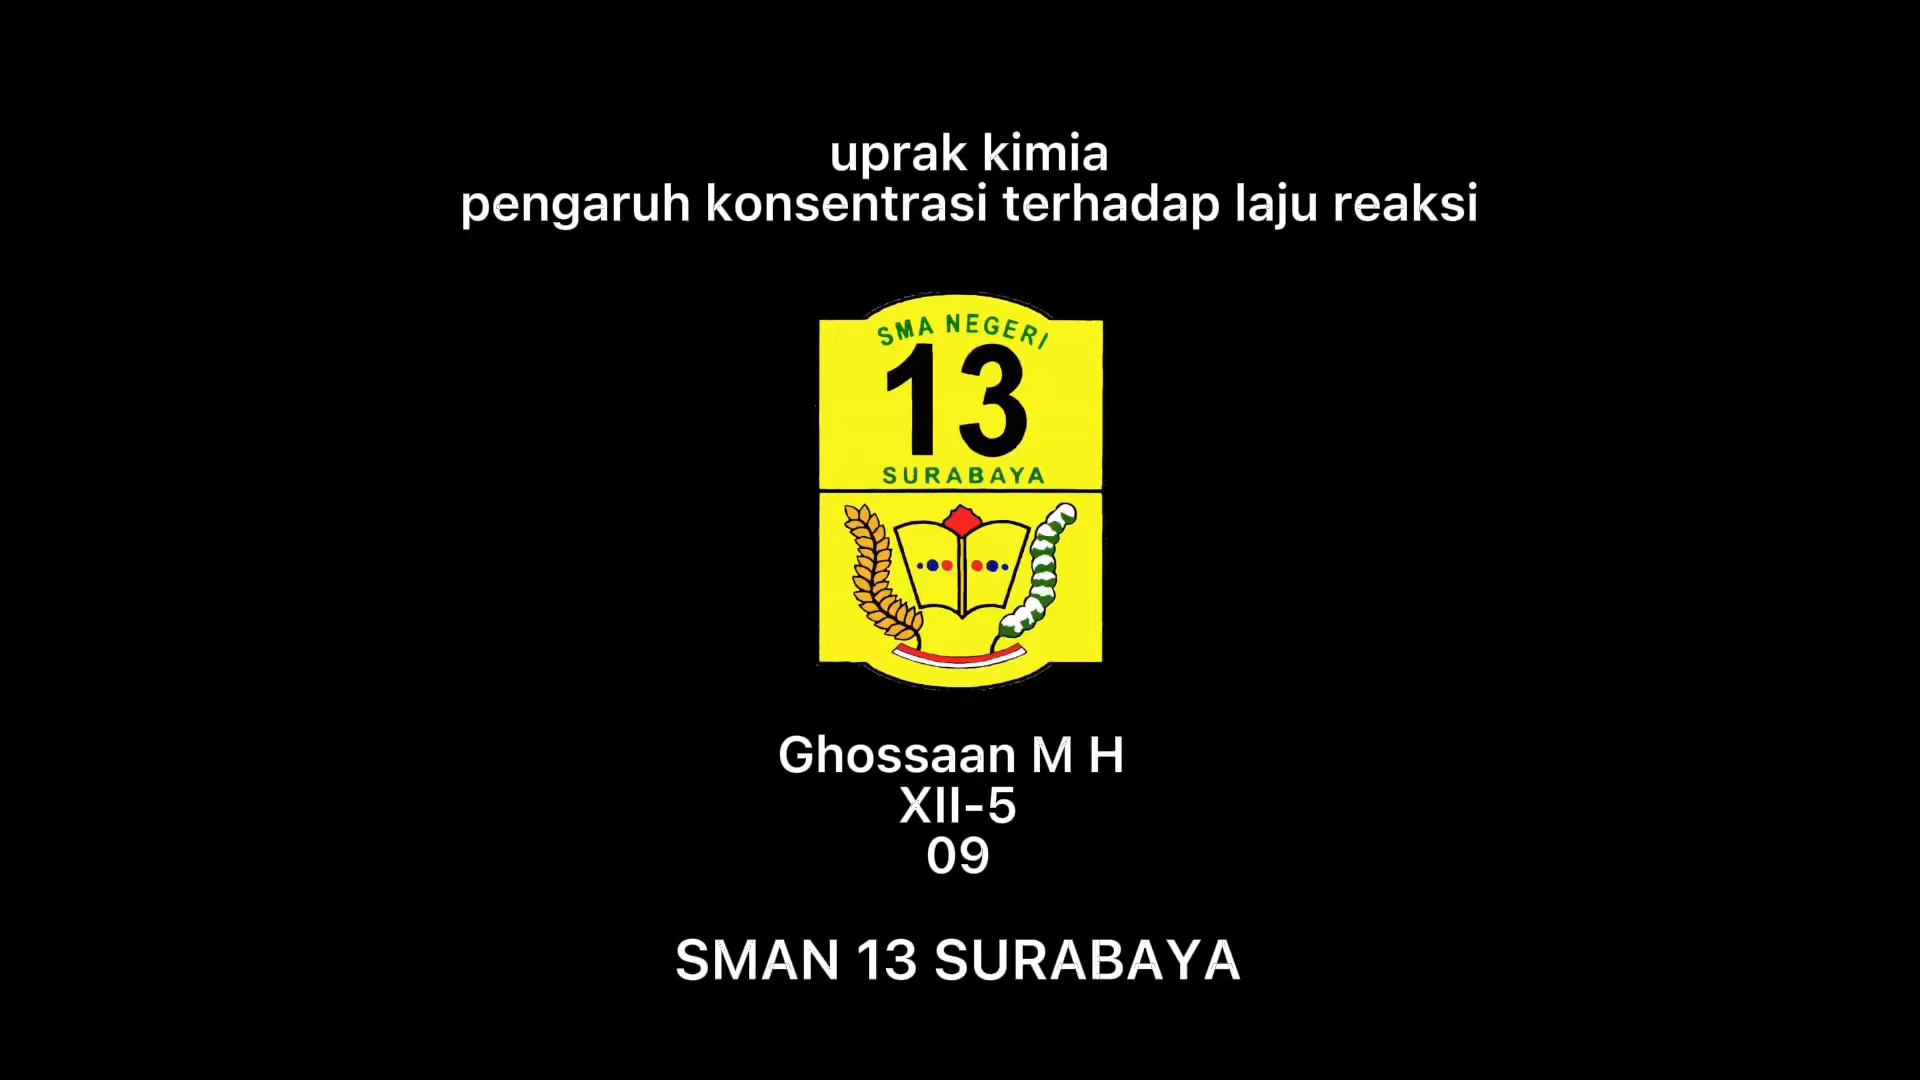 uprak kimia
pengaruh konsentrasi terhadap laju reaksi
SMA NEGERI
13
SURABAYA
Ghossaan M H
XII-5
09
SMAN 13 SURABAYA